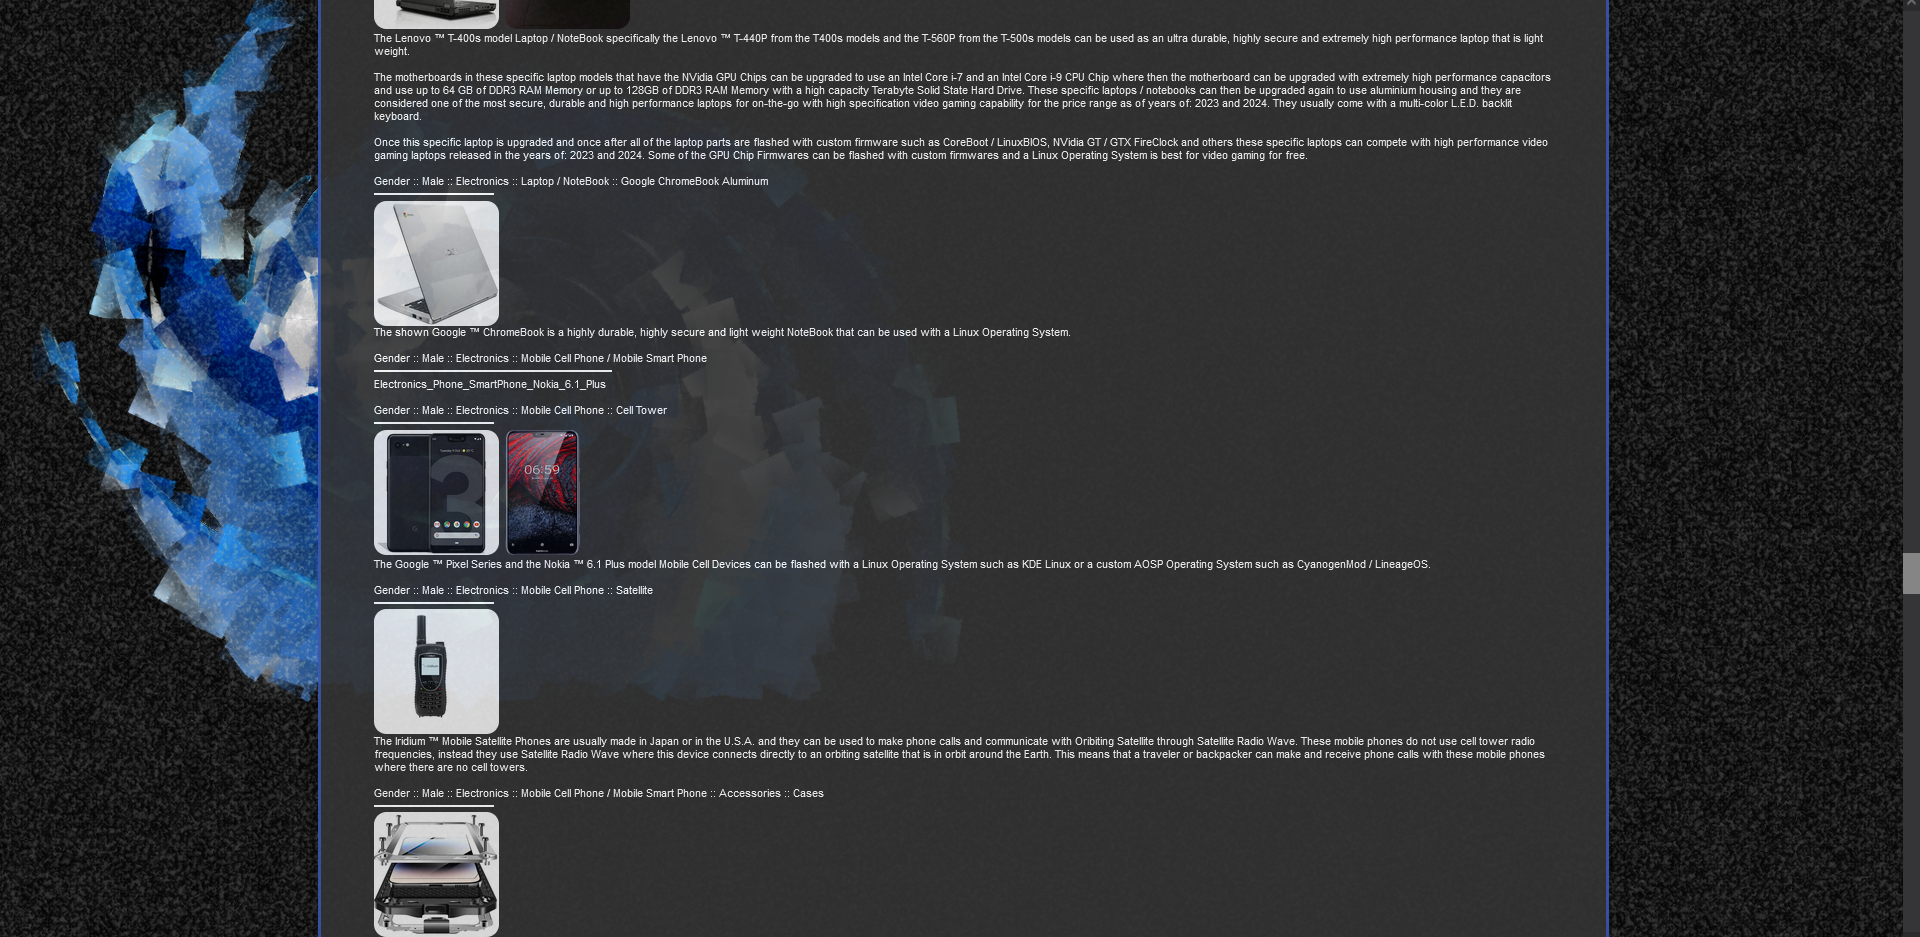 The Lenovo ™ T-400s model Laptop / NoteBook specifically the Lenovo ™ T-440P from the T400s models and the T-560P from the T-500s models can be used as an ultra durable, highly secure and extremely high performance laptop that is light
weight.
The motherboards in these specific laptop models that have the NVidia GPU Chips can be upgraded to use an Intel Core i-7 and an Intel Core i-9 CPU Chip where then the motherboard can be upgraded with extremely high performance capacitors
and use up to 64 GB of DDR3 RAM Memory or up to 128GB of DDR3 RAM Memory with a high capacity Terabyte Solid State Hard Drive. These specific laptops / notebooks can then be upgraded again to use aluminium housing and they are
considered one of the most secure, durable and high performance laptops for on-the-go with high specification video gaming capability for the price range as of years of: 2023 and 2024. They usually come with a multi-color L.E.D. backlit
keyboard.
Once this specific laptop is upgraded and once after all of the laptop parts are flashed with custom firmware such as CoreBoot / LinuxBIOS, NVidia GT / GTX FireClock and others these specific laptops can compete with high performance video
gaming laptops released in the years of: 2023 and 2024. Some of the GPU Chip Firmwares can be flashed with custom firmwares and a Linux Operating System is best for video gaming for free.
Gender :: Male :: Electronics :: Laptop / NoteBook :: Google ChromeBook Aluminum
The shown Google ™ ChromeBook is a highly durable, highly secure and light weight NoteBook that can be used with a Linux Operating System.
Gender :: Male :: Electronics :: Mobile Cell Phone / Mobile Smart Phone
Electronics_Phone_SmartPhone_Nokia_6.1_Plus
Gender :: Male :: Electronics :: Mobile Cell Phone :: Cell Tower
3
06:59
The Google ™ Pixel Series and the Nokia ™ 6.1 Plus model Mobile Cell Devices can be flashed with a Linux Operating System such as KDE Linux or a custom AOSP Operating System such as CyanogenMod / LineageOS.
Gender :: Male :: Electronics :: Mobile Cell Phone :: Satellite
The Iridium ™ Mobile Satellite Phones are usually made in Japan or in the U.S.A. and they can be used to make phone calls and communicate with Oribiting Satellite through Satellite Radio Wave. These mobile phones do not use cell tower radio
frequencies, instead they use Satellite Radio Wave where this device connects directly to an orbiting satellite that is in orbit around the Earth. This means that a traveler or backpacker can make and receive phone calls with these mobile phones
where there are no cell towers.
Gender :: Male :: Electronics :: Mobile Cell Phone / Mobile Smart Phone :: Accessories :: Cases